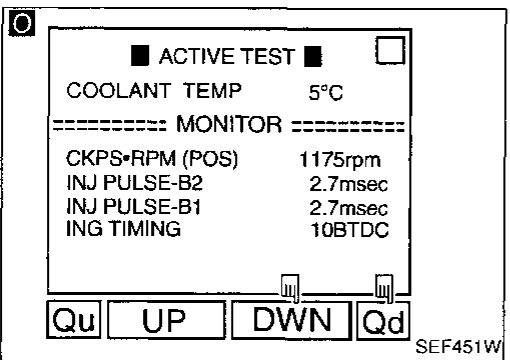 O
■ ACTIVE TEST ■
COOLANT TEMP 5°C
========== MONITOR ==========
CKPS•RPM (POS) 1175rpm
INJ PULSE-B2 2.7msec
INJ PULSE-B1 2.7msec
ING TIMING 10BTDC
Qu UP DWN Qd
SEF451W